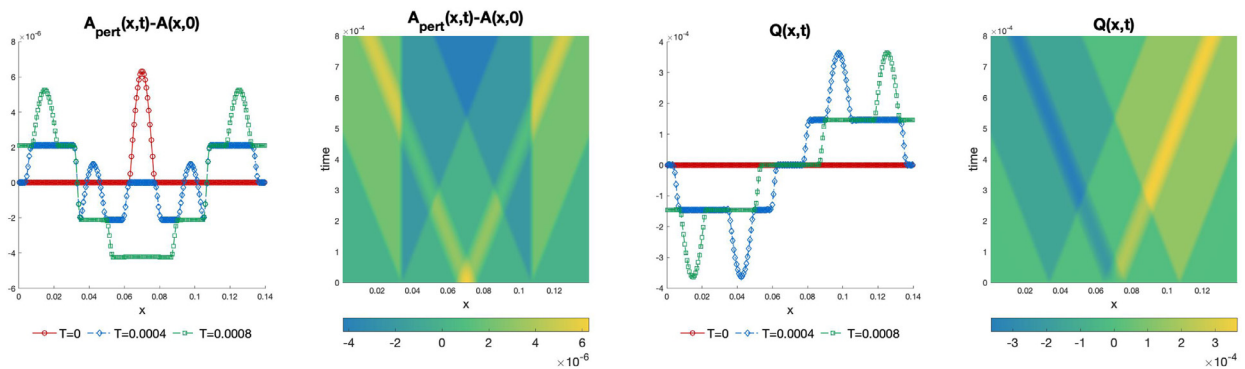 A_pert(x,t)-A(x,0)
×10^-6
8
6
4
2
0
-2
-4
-6
0 0.02 0.04 0.06 0.08 0.1 0.12 0.14
x
T=0 T=0.0004 T=0.0008
A_pert(x,t)-A(x,0)
×10^-4
8
7
6
5
4
3
2
1
0
time
0.02 0.04 0.06 0.08 0.1 0.12
x
-4 -2 0 2 4 6
×10^-6
Q(x,t)
×10^-4
4
3
2
1
0
-1
-2
-3
-4
0 0.02 0.04 0.06 0.08 0.1 0.12 0.14
x
T=0 T=0.0004 T=0.0008
Q(x,t)
×10^-4
8
7
6
5
4
3
2
1
0
time
0.02 0.04 0.06 0.08 0.1 0.12
x
-3 -2 -1 0 1 2 3
×10^-4